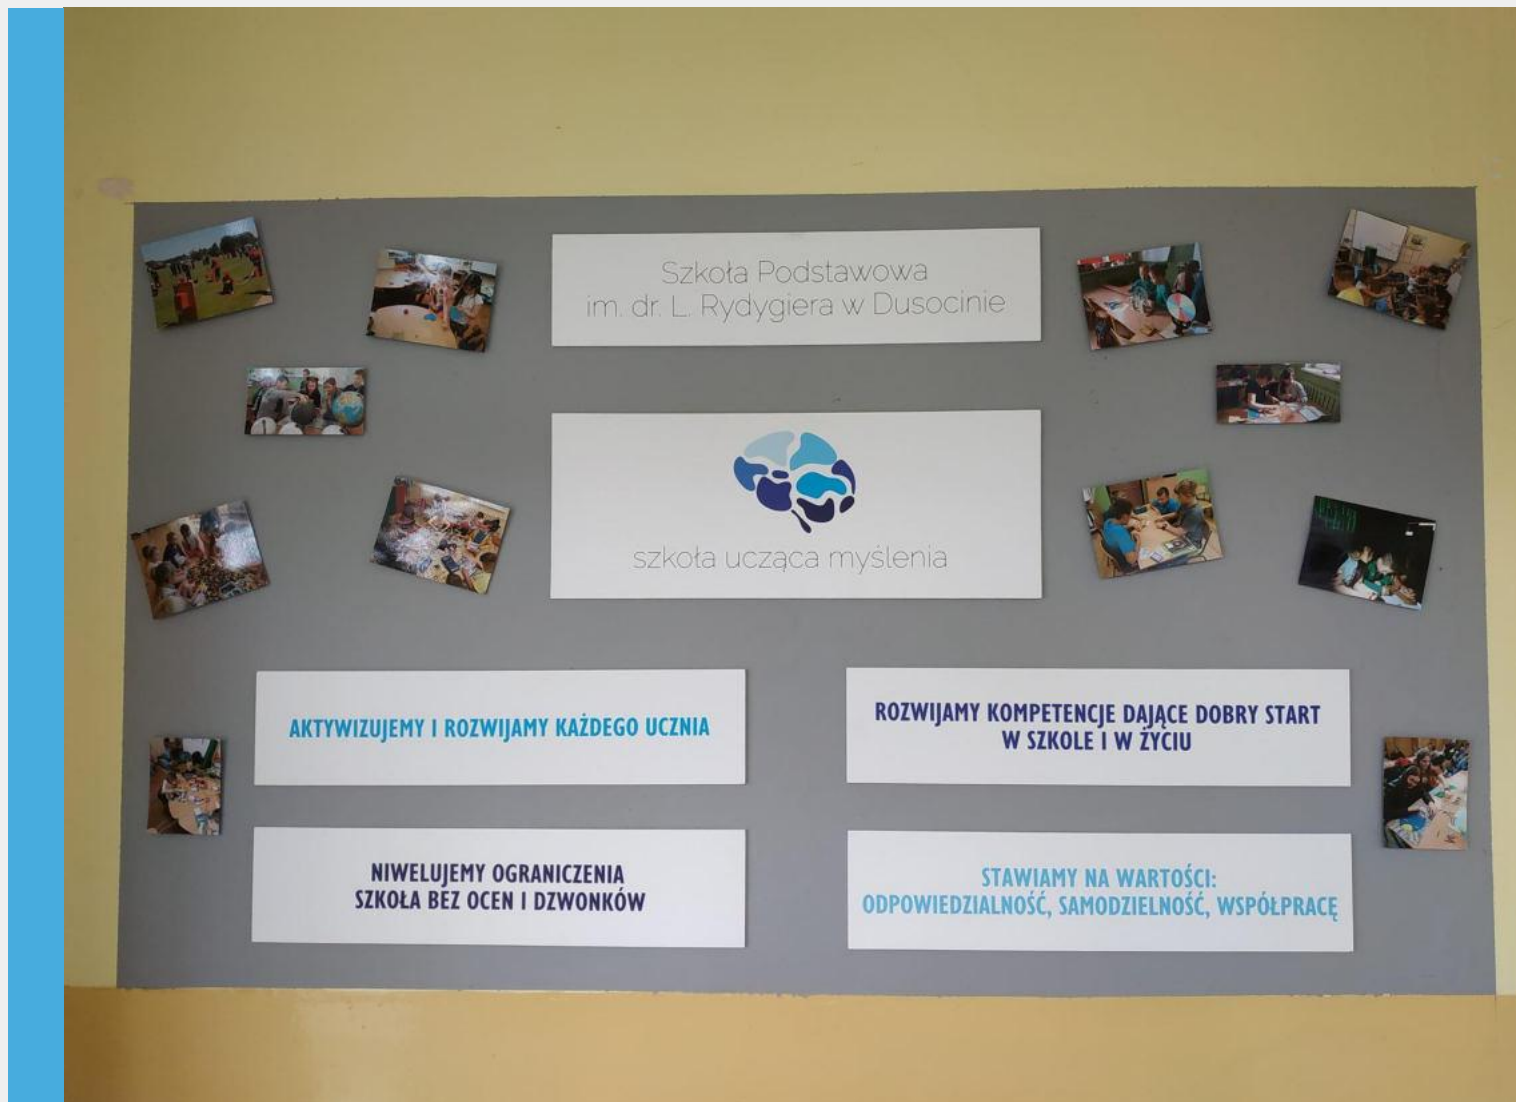 Szkoła Podstawowa
im. dr. L. Rydygiera w Dusocinie
szkoła ucząca myślenia
AKTYWIZUJEMY I ROZWIJAMY KAŻDEGO UCZNIA
ROZWIJAMY KOMPETENCJE DAJĄCE DOBRY START
W SZKOLE I W ŻYCIU
NIWELUJEMY OGRANICZENIA
SZKOŁA BEZ OCEN I DZWONKÓW
STAWIAMY NA WARTOŚCI:
ODPOWIEDZIALNOŚĆ, SAMODZIELNOŚĆ, WSPÓŁPRACĘ